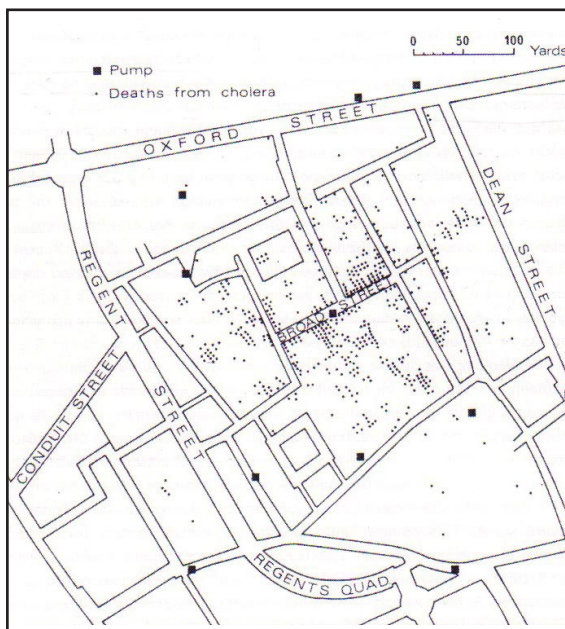 0 50 100
Yards
Pump
Deaths from cholera
OXFORD STREET
DEAN STREET
REGENT STREET
CONDUIT STREET
BROAD STREET
REGENTS QUAD